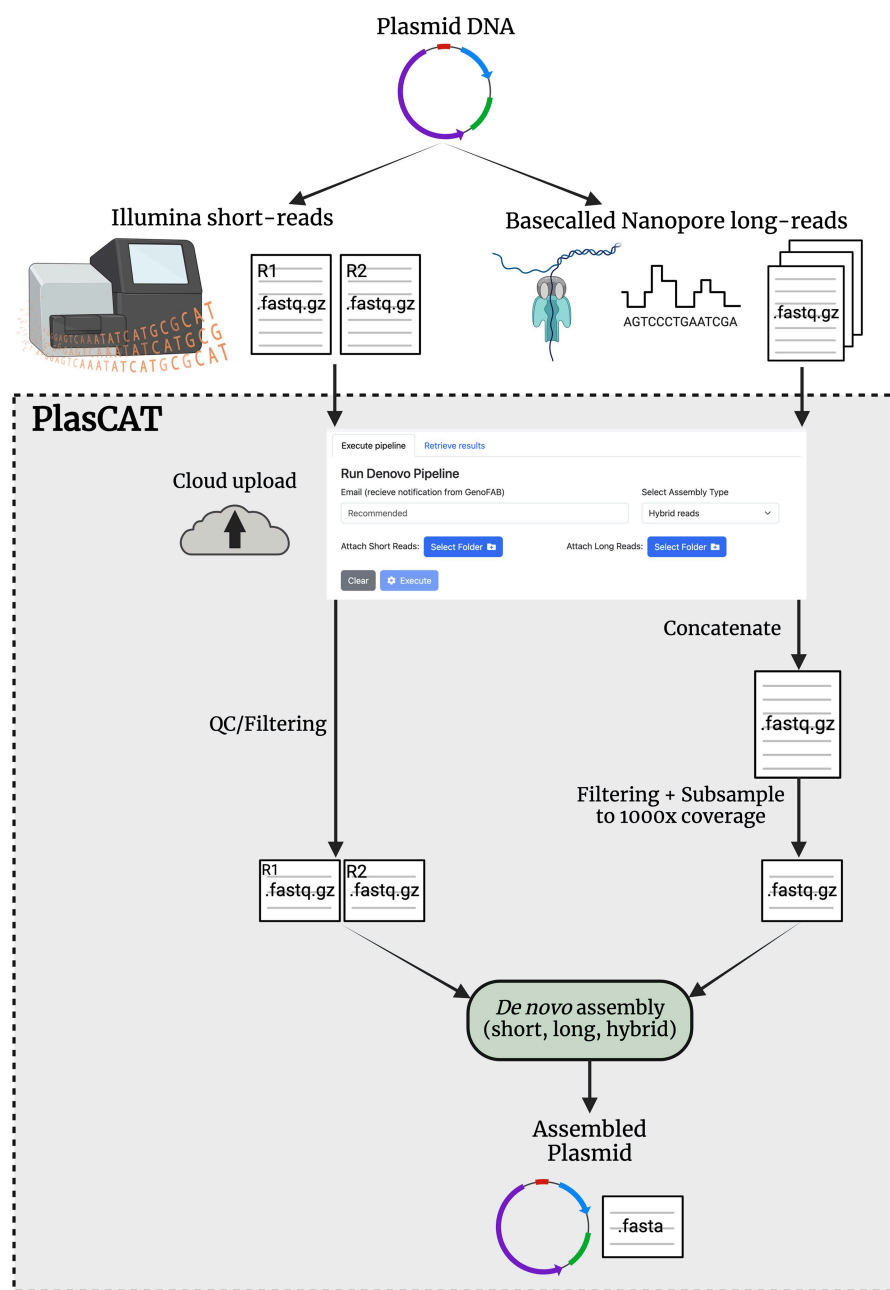 Plasmid DNA
Illumina short-reads
Basecalled Nanopore long-reads
R1
.fastq.gz
R2
.fastq.gz
AGTCCCTGAATCGA
.fastq.gz
AGTCAAATATCATGCGCAT
AAATATCATGCG
AGTCAAATATCATGCGCAT
PlasCAT
Cloud upload
Execute pipeline
Retrieve results
Run Denovo Pipeline
Email (recieve notification from GenoFAB)
Select Assembly Type
Recommended
Hybrid reads
Attach Short Reads:
Select Folder
Attach Long Reads:
Select Folder
Clear
Execute
Concatenate
QC/Filtering
.fastq.gz
Filtering + Subsample
to 1000x coverage
R1
.fastq.gz
R2
.fastq.gz
.fastq.gz
De novo assembly
(short, long, hybrid)
Assembled
Plasmid
.fasta